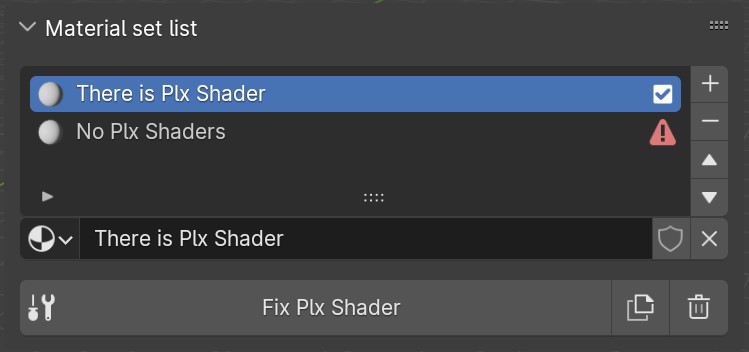 Material set list
There is Plx Shader
No Plx Shaders
There is Plx Shader
Fix Plx Shader